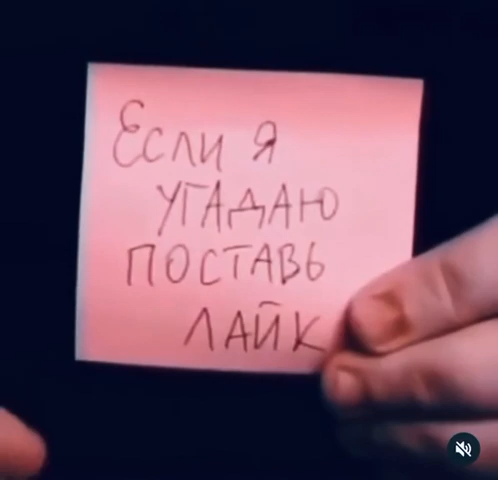 Если я
угадаю
поставь
лайк